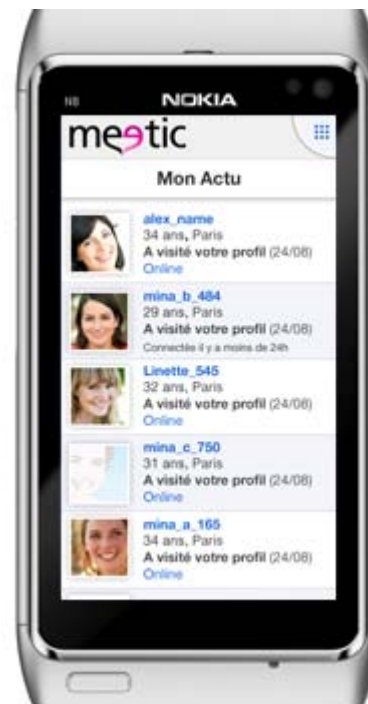 N8
NOKIA
meetic
Mon Actu
alex_name
34 ans, Paris
A visité votre profil (24/08)
Online
mina_b_484
29 ans, Paris
A visité votre profil (24/08)
Connectée il y a moins de 24h
Linette_545
32 ans, Paris
A visité votre profil (24/08)
Online
mina_c_750
31 ans, Paris
A visité votre profil (24/08)
Online
mina_a_165
34 ans, Paris
A visité votre profil (24/08)
Online